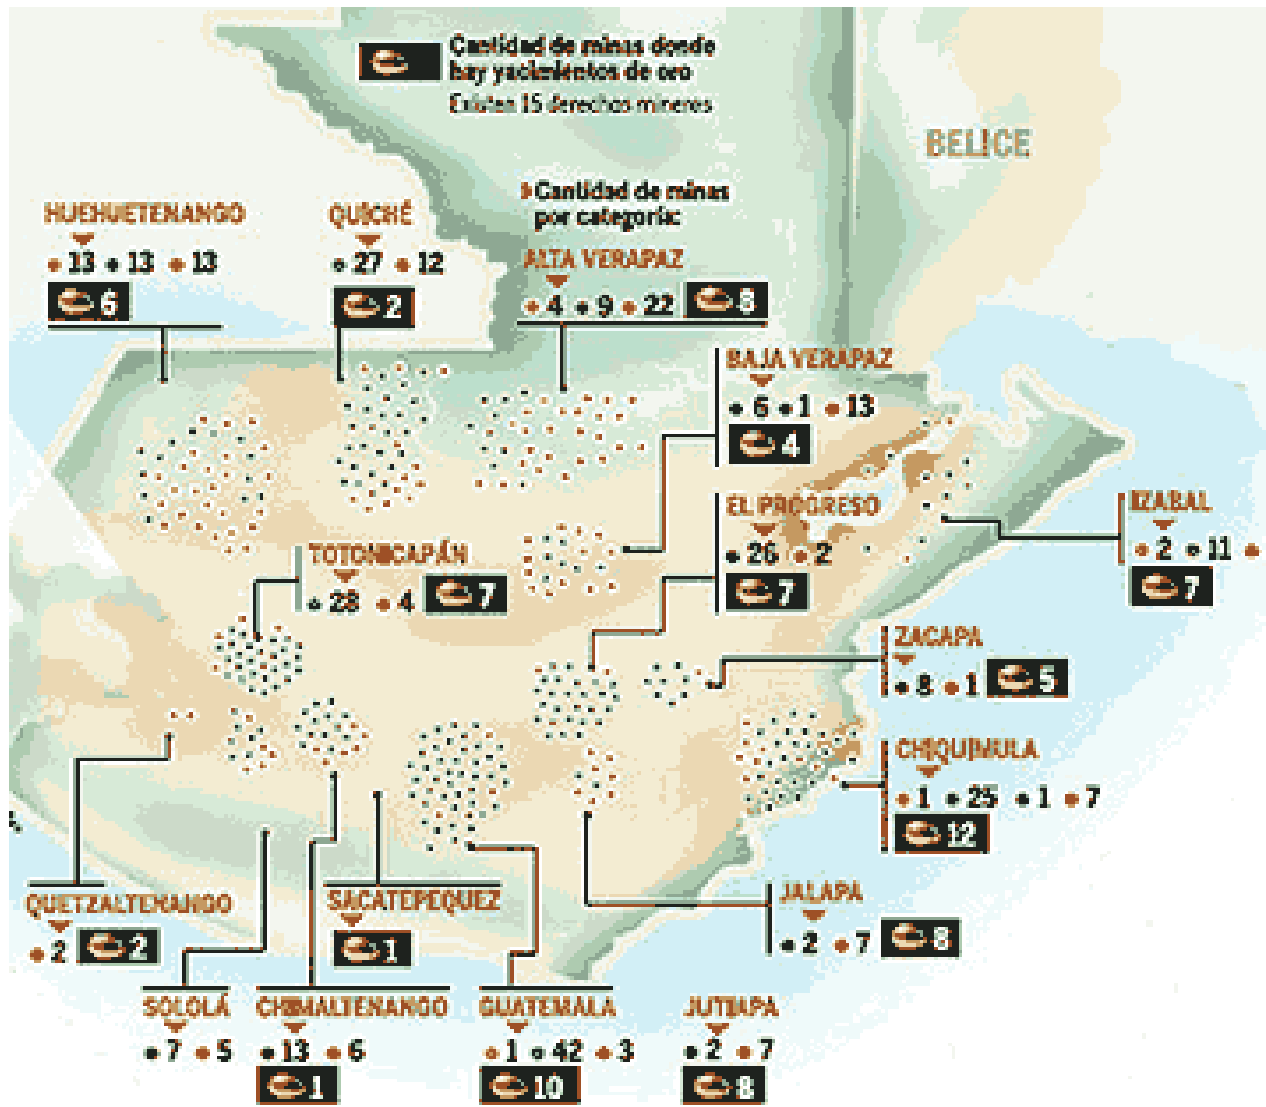 Cantidad de minas donde
hay yacimientos de oro
Existen 15 derechos mineros
BELICE
Cantidad de minas
por categoría:
HUEHUETENANGO
13 13 13
6
QUICHÉ
27 12
2
ALTA VERAPAZ
4 9 22 8
BAJA VERAPAZ
6 1 13
4
EL PROGRESO
26 2
7
IZABAL
2 11
7
TOTONICAPÁN
28 4 7
ZACAPA
8 1 5
CHIQUIMULA
1 25 1 7
12
JALAPA
2 7 8
QUETZALTENANGO
2 2
SACATEPEQUEZ
1
SOLOLÁ
7 5
CHIMALTENANGO
13 6
1
GUATEMALA
1 42 3
10
JUTIAPA
2 7
8